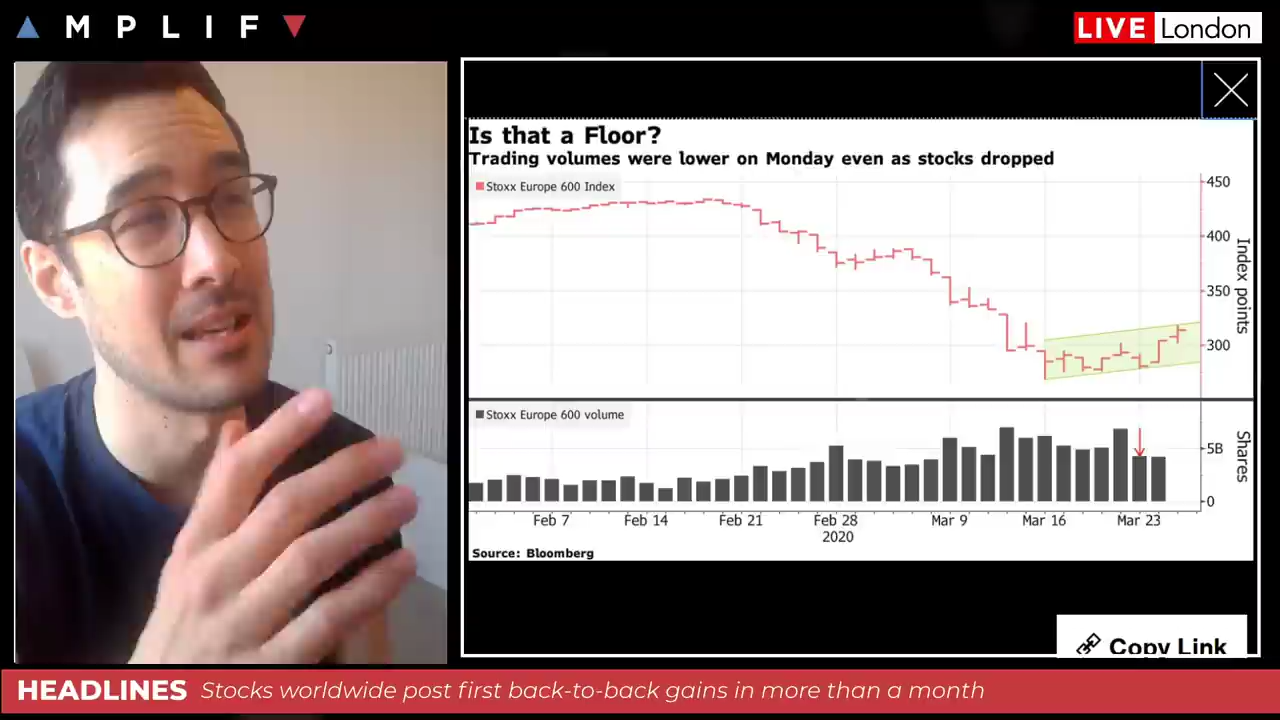 ▲ M P L I F ▼
LIVE London
Is that a Floor?
Trading volumes were lower on Monday even as stocks dropped
Stoxx Europe 600 Index
450
400
350
300
Index points
Stoxx Europe 600 volume
5B
0
Shares
Feb 7 Feb 14 Feb 21 Feb 28 Mar 9 Mar 16 Mar 23
2020
Source: Bloomberg
Copy Link
HEADLINES Stocks worldwide post first back-to-back gains in more than a month